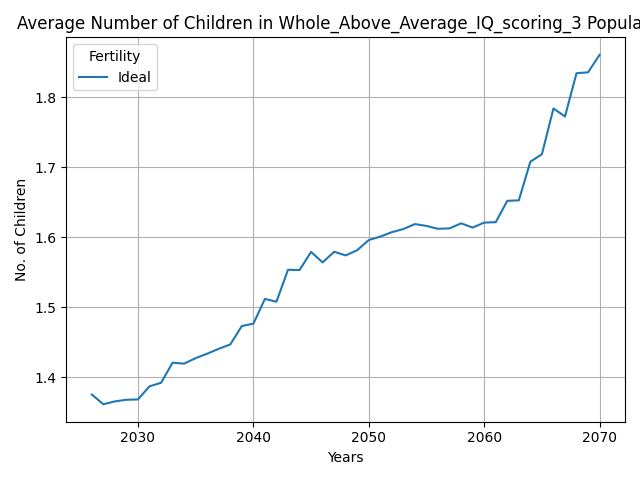 Average Number of Children in Whole_Above_Average_IQ_scoring_3 Popula
Fertility
Ideal
No. of Children
1.8
1.7
1.6
1.5
1.4
2030 2040 2050 2060 2070
Years